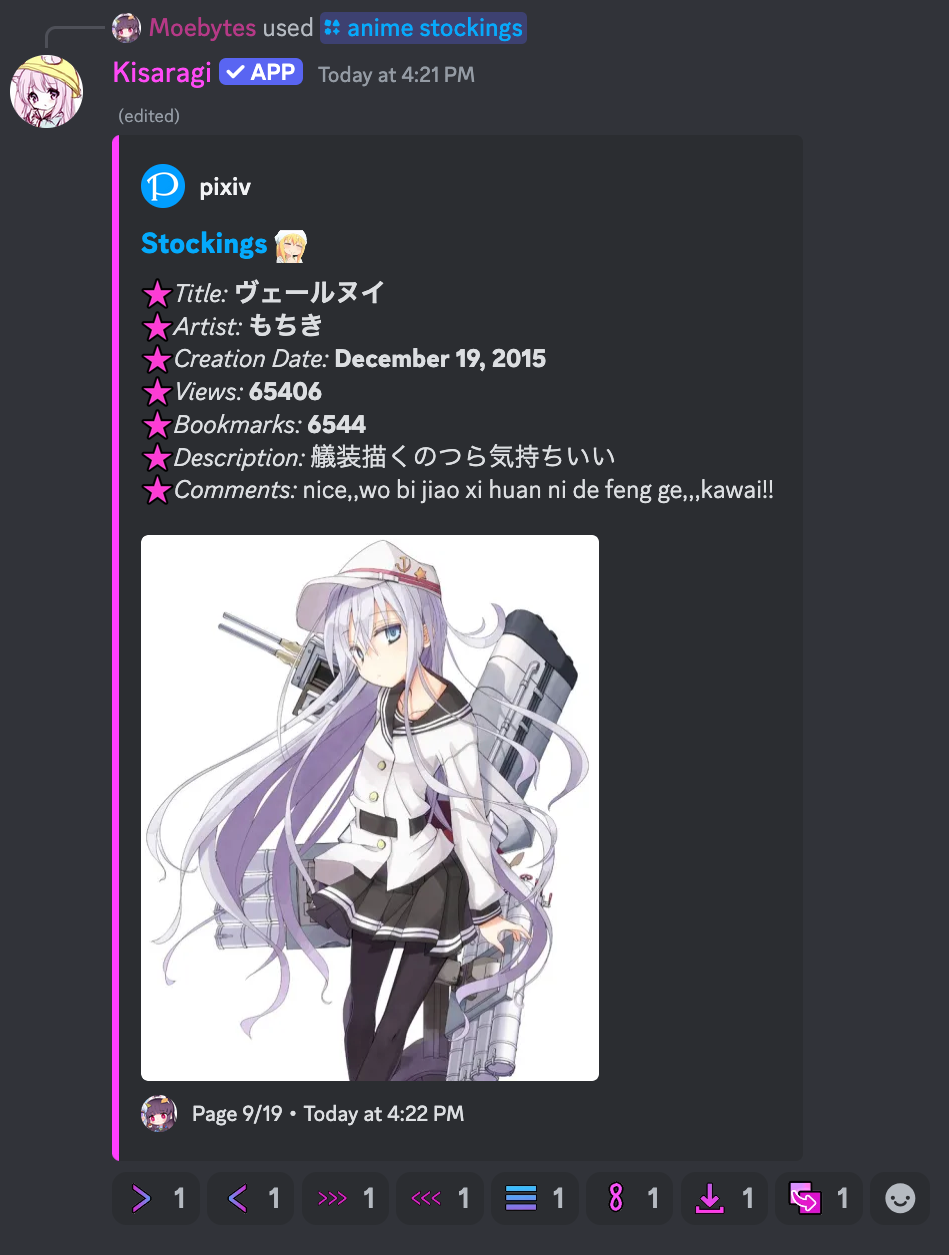 Moebytes used anime stockings
Kisaragi APP Today at 4:21 PM
(edited)
pixiv
Stockings
Title: ヴェールヌイ
Artist: もちき
Creation Date: December 19, 2015
Views: 65406
Bookmarks: 6544
Description: 艤装描くのつら気持ちいい
Comments: nice,,wo bi jiao xi huan ni de feng ge,,,kawai!!
Page 9/19 • Today at 4:22 PM
1 1 1 1 1 1 1 1